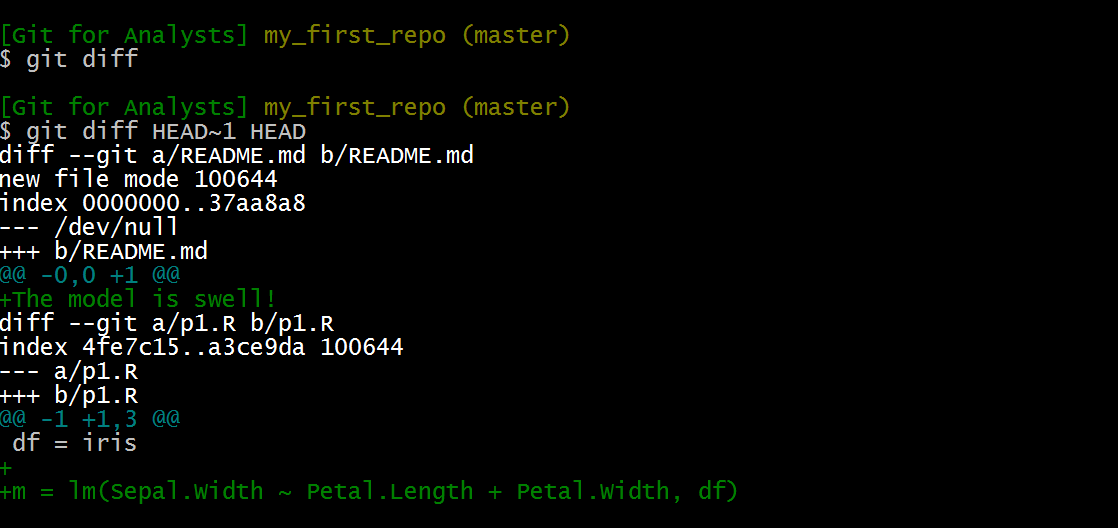 [Git for Analysts] my_first_repo (master)
$ git diff
[Git for Analysts] my_first_repo (master)
$ git diff HEAD~1 HEAD
diff --git a/README.md b/README.md
new file mode 100644
index 0000000..37aa8a8
--- /dev/null
+++ b/README.md
@@ -0,0 +1 @@
+The model is swell!
diff --git a/p1.R b/p1.R
index 4fe7c15..a3ce9da 100644
--- a/p1.R
+++ b/p1.R
@@ -1 +1,3 @@
 df = iris
+
+m = lm(Sepal.Width ~ Petal.Length + Petal.Width, df)